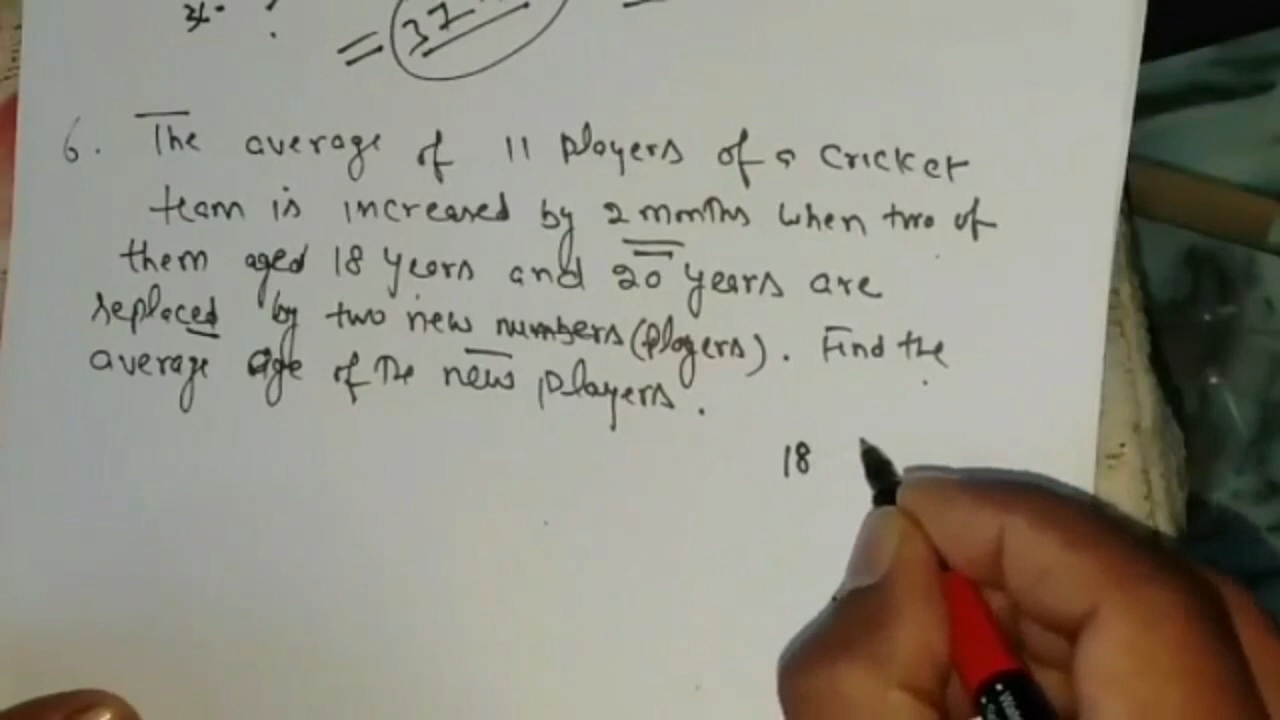 = 37
6. The average of 11 players of a cricket
team is increased by 2 months when two of
them aged 18 years and 20 years are
replaced by two new numbers (players). Find the
average age of the new players.
18